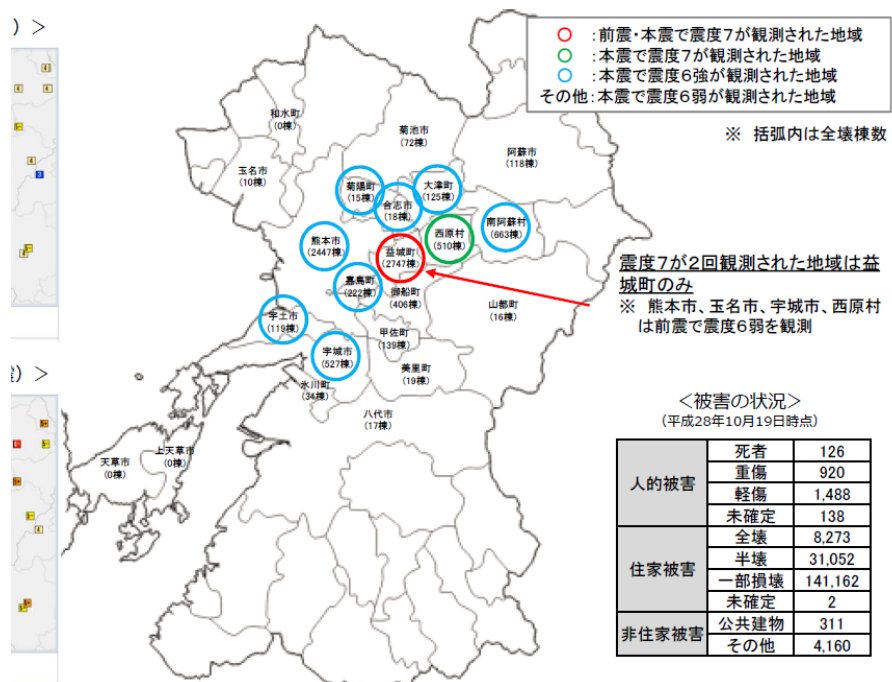 ) >
:前震・本震で震度7が観測された地域
:本震で震度7が観測された地域
:本震で震度6強が観測された地域
その他:本震で震度6弱が観測された地域
※ 括弧内は全壊棟数
和水町
(0棟)
菊池市
(72棟)
阿蘇市
(118棟)
玉名市
(10棟)
菊陽町
(15棟)
大津町
(125棟)
合志市
(18棟)
南阿蘇村
(663棟)
西原村
(510棟)
熊本市
(2447棟)
益城町
(2747棟)
嘉島町
(222棟)
御船町
(406棟)
山都町
(16棟)
震度7が2回観測された地域は益
城町のみ
※ 熊本市、玉名市、宇城市、西原村
は前震で震度6弱を観測
宇土市
(119棟)
甲佐町
(139棟)
宇城市
(527棟)
美里町
(19棟)
氷川町
(34棟)
八代市
(17棟)
上天草市
(0棟)
天草市
(0棟)
震) >
<被害の状況>
(平成28年10月19日時点)
人的被害 死者 126
重傷 920
軽傷 1,488
未確定 138
住家被害 全壊 8,273
半壊 31,052
一部損壊 141,162
未確定 2
非住家被害 公共建物 311
その他 4,160